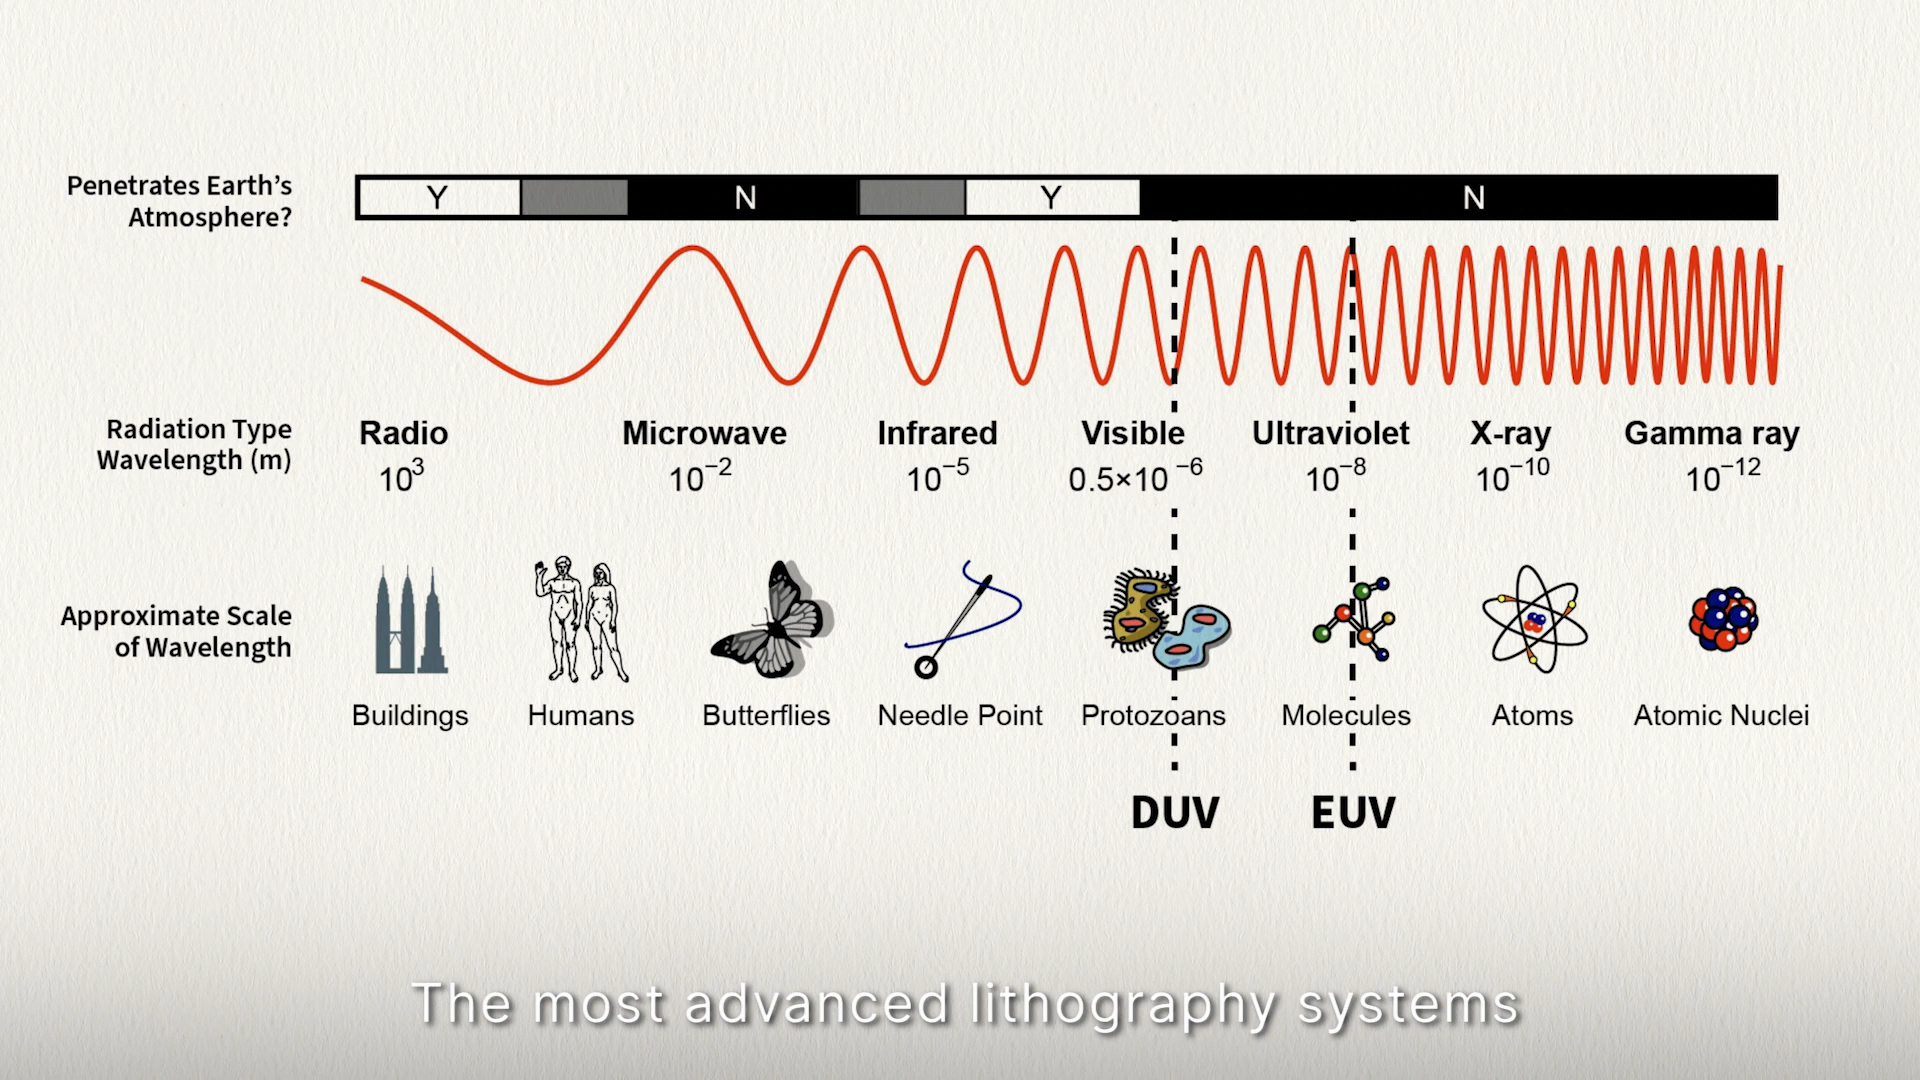 Penetrates Earth's
Atmosphere?
Y
N
Y
N
Radiation Type
Wavelength (m)
Radio
Microwave
Infrared
Visible
Ultraviolet
X-ray
Gamma ray
10³
10⁻²
10⁻⁵
0.5×10⁻⁶
10⁻⁸
10⁻¹⁰
10⁻¹²
Approximate Scale
of Wavelength
Buildings
Humans
Butterflies
Needle Point
Protozoans
Molecules
Atoms
Atomic Nuclei
DUV
EUV
The most advanced lithography systems